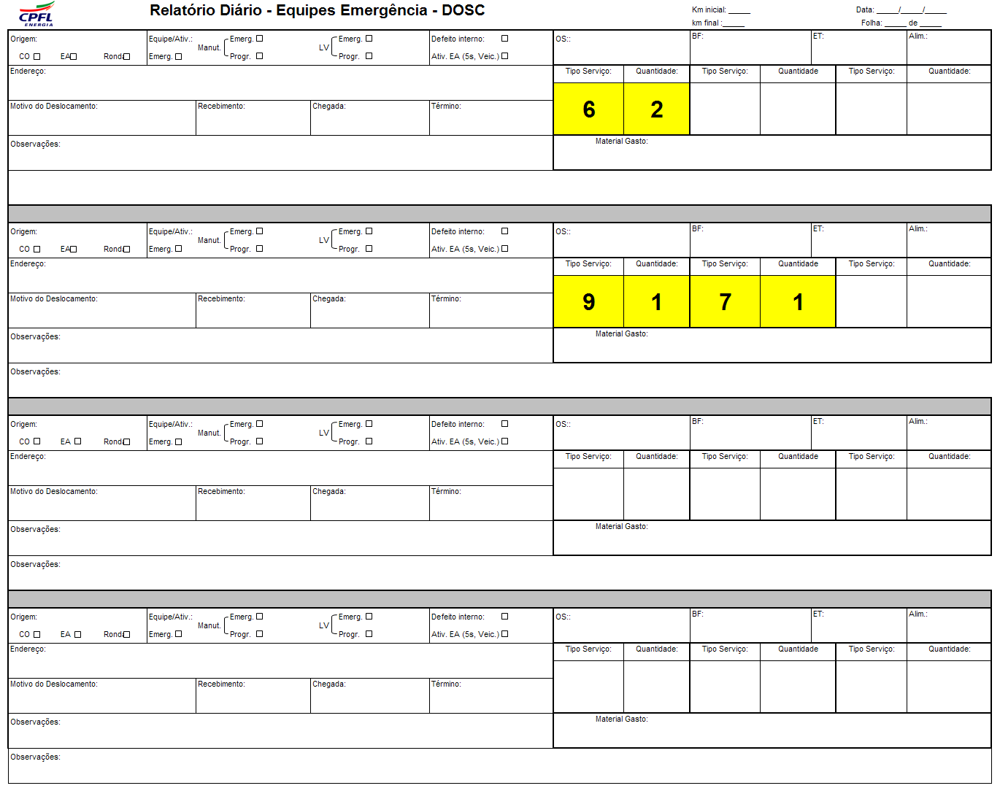 CPFL
ENERGIA
Relatório Diário - Equipes Emergência - DOSC
Km inicial: _____ Data: _____/_____/_____
km final :_____ Folha: _____ de _____
Origem: Equipe/Ativ.: Manut. Emerg. LV Emerg. Defeito interno: OS:: BF: ET: Alim.:
CO EA Ronda Emerg. Progr. Progr. Ativ. EA (5s, Veic.)
Endereço: Tipo Serviço: Quantidade: Tipo Serviço: Quantidade Tipo Serviço: Quantidade:
6 2
Motivo do Deslocamento: Recebimento: Chegada: Término:
Observações: Material Gasto:
Origem: Equipe/Ativ.: Manut. Emerg. LV Emerg. Defeito interno: OS:: BF: ET: Alim.:
CO EA Ronda Emerg. Progr. Progr. Ativ. EA (5s, Veic.)
Endereço: Tipo Serviço: Quantidade: Tipo Serviço: Quantidade Tipo Serviço: Quantidade:
9 1 7 1
Motivo do Deslocamento: Recebimento: Chegada: Término:
Observações: Material Gasto:
Observações:
Origem: Equipe/Ativ.: Manut. Emerg. LV Emerg. Defeito interno: OS:: BF: ET: Alim.:
CO EA Ronda Emerg. Progr. Progr. Ativ. EA (5s, Veic.)
Endereço: Tipo Serviço: Quantidade: Tipo Serviço: Quantidade Tipo Serviço: Quantidade:
Motivo do Deslocamento: Recebimento: Chegada: Término:
Observações: Material Gasto:
Observações:
Origem: Equipe/Ativ.: Manut. Emerg. LV Emerg. Defeito interno: OS:: BF: ET: Alim.:
CO EA Ronda Emerg. Progr. Progr. Ativ. EA (5s, Veic.)
Endereço: Tipo Serviço: Quantidade: Tipo Serviço: Quantidade Tipo Serviço: Quantidade:
Motivo do Deslocamento: Recebimento: Chegada: Término:
Observações: Material Gasto:
Observações: